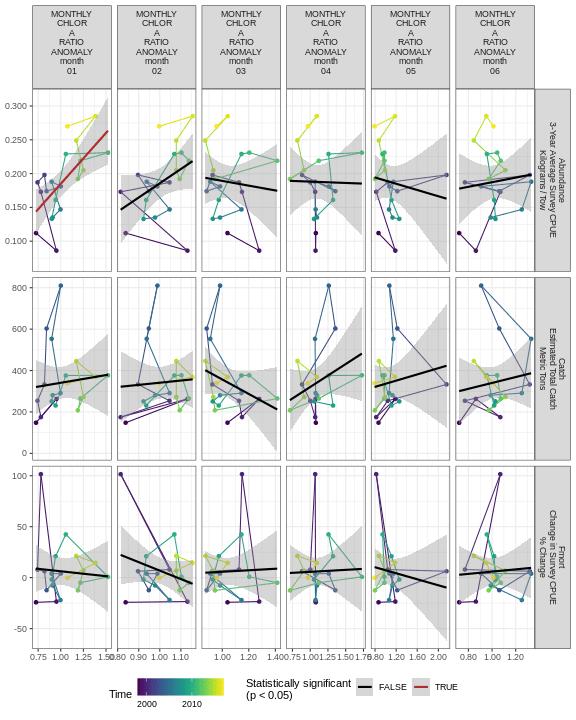 MONTHLY MONTHLY MONTHLY MONTHLY MONTHLY MONTHLY
CHLOR CHLOR CHLOR CHLOR CHLOR CHLOR
A A A A A A
RATIO RATIO RATIO RATIO RATIO RATIO
ANOMALY ANOMALY ANOMALY ANOMALY ANOMALY ANOMALY
month month month month month month
01 02 03 04 05 06
0.300
0.250
0.200
0.150
0.100
Abundance
3-Year Average Survey CPUE
Kilograms / Tow
800
600
400
200
0
Catch
Estimated Total Catch
Metric Tons
100
50
0
-50
Fmort
Change in Survey CPUE
% Change
0.75 1.00 1.25 1.50 0.80 0.90 1.00 1.10 1.00 1.20 1.40 0.75 1.00 1.25 1.50 1.75 0.80 1.20 1.60 2.00 0.80 1.00 1.20
Time
2000 2010
Statistically significant
(p < 0.05)
FALSE TRUE